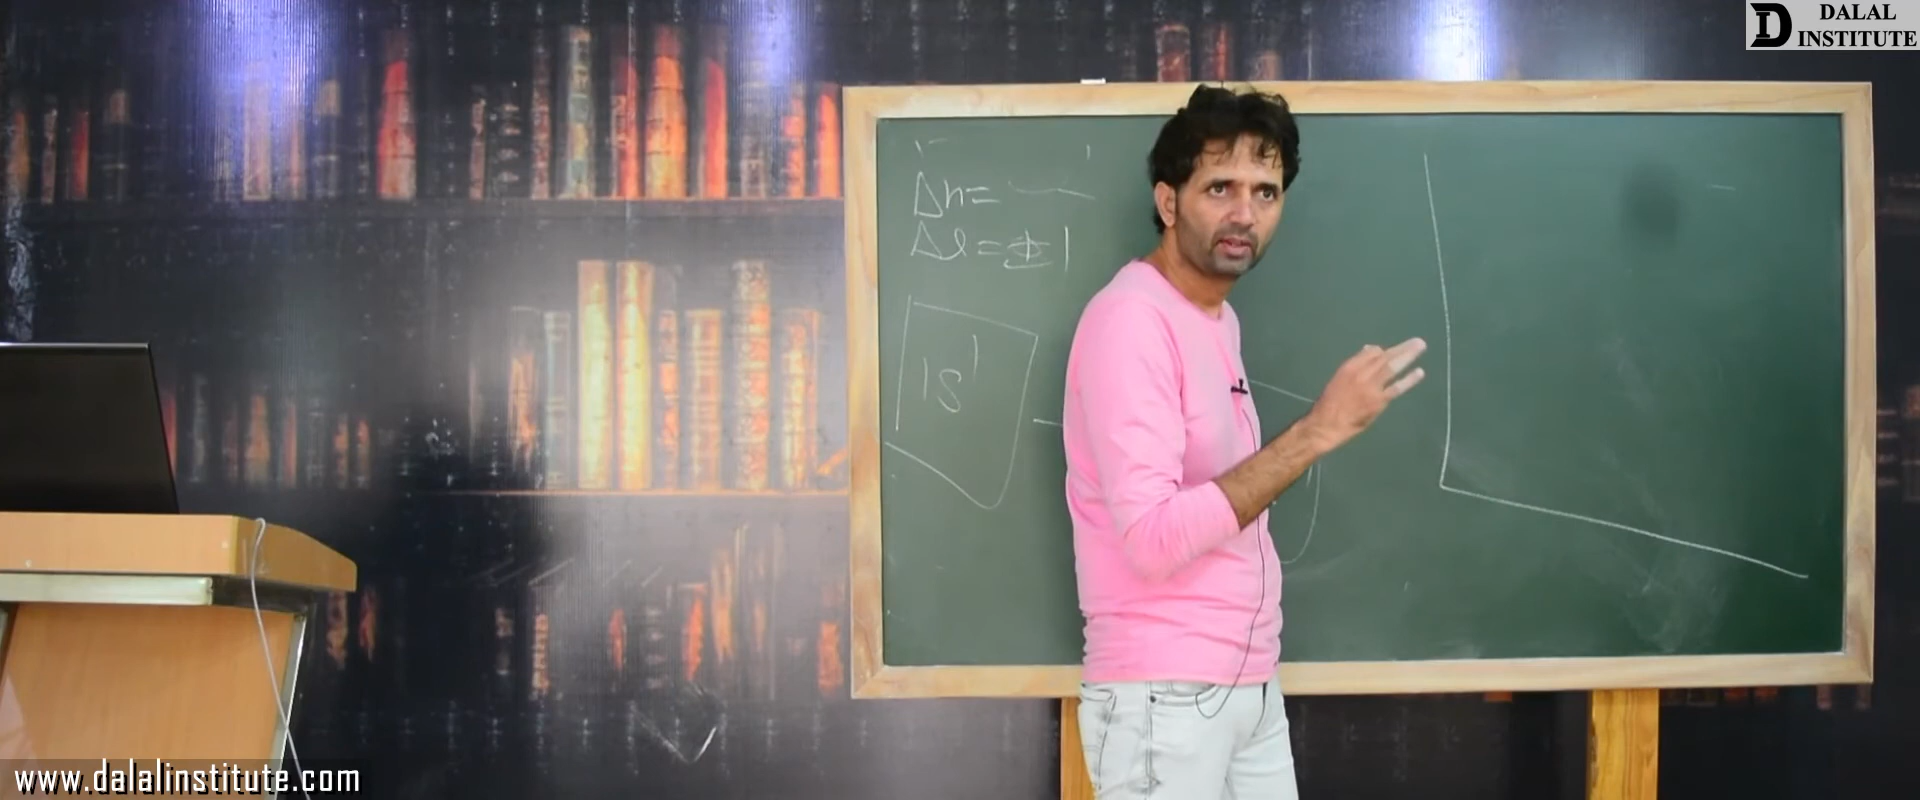 DALAL
INSTITUTE
Δn=
Δl=±1
1s¹
www.dalalinstitute.com